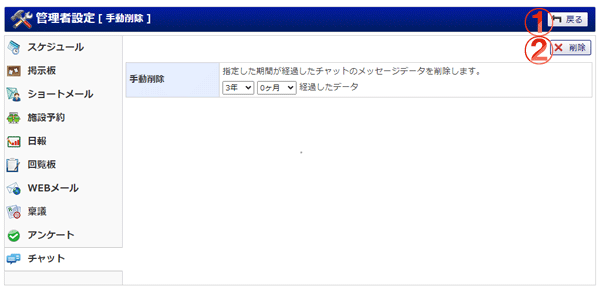 管理者設定 [ 手動削除 ]
① 戻る
② 削除
スケジュール
掲示板
ショートメール
施設予約
日報
回覧板
WEBメール
稟議
アンケート
チャット
手動削除
指定した期間が経過したチャットのメッセージデータを削除します。
3年 0ヶ月 経過したデータ